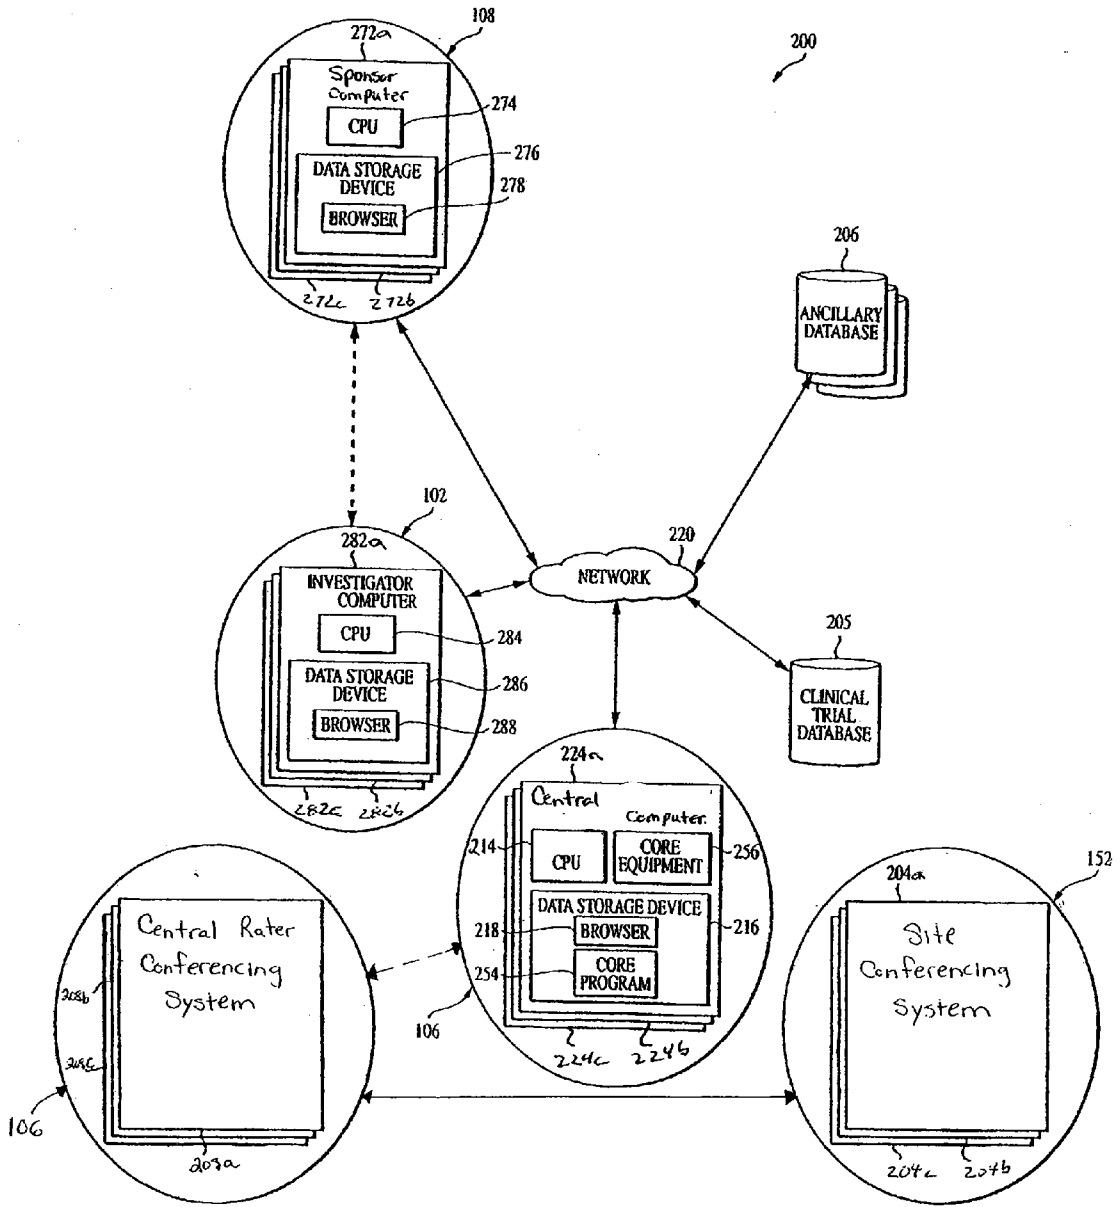 108
272a
200
Sponsor
Computer
274
CPU
276
DATA STORAGE
DEVICE
278
BROWSER
272c
272b
206
ANCILLARY
DATABASE
102
282a
220
NETWORK
INVESTIGATOR
COMPUTER
CPU
284
205
DATA STORAGE
DEVICE
286
BROWSER
288
CLINICAL
TRIAL
DATABASE
282c
282b
224a
Central
Computer
214
CPU
CORE
EQUIPMENT
256
204a
152
DATA STORAGE DEVICE
216
218
BROWSER
254
CORE
PROGRAM
Central Rater
Conferencing
System
Site
Conferencing
System
208b
106
224c
224b
208c
106
203a
204c
204b